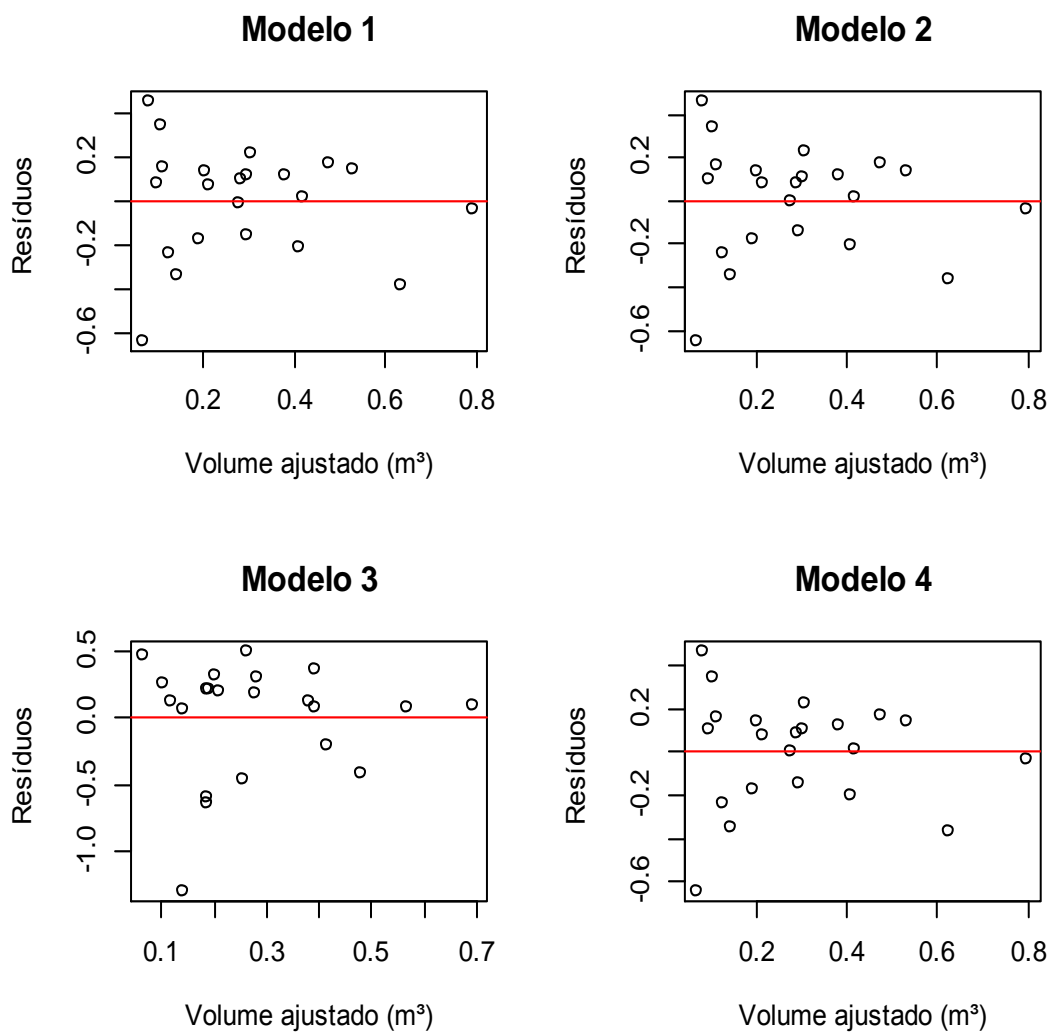 Modelo 1
Resíduos
0.2
-0.2
-0.6
0.2 0.4 0.6 0.8
Volume ajustado (m³)
Modelo 2
Resíduos
0.2
-0.2
-0.6
0.2 0.4 0.6 0.8
Volume ajustado (m³)
Modelo 3
Resíduos
0.5
0.0
-0.5
-1.0
0.1 0.3 0.5 0.7
Volume ajustado (m³)
Modelo 4
Resíduos
0.2
-0.2
-0.6
0.2 0.4 0.6 0.8
Volume ajustado (m³)